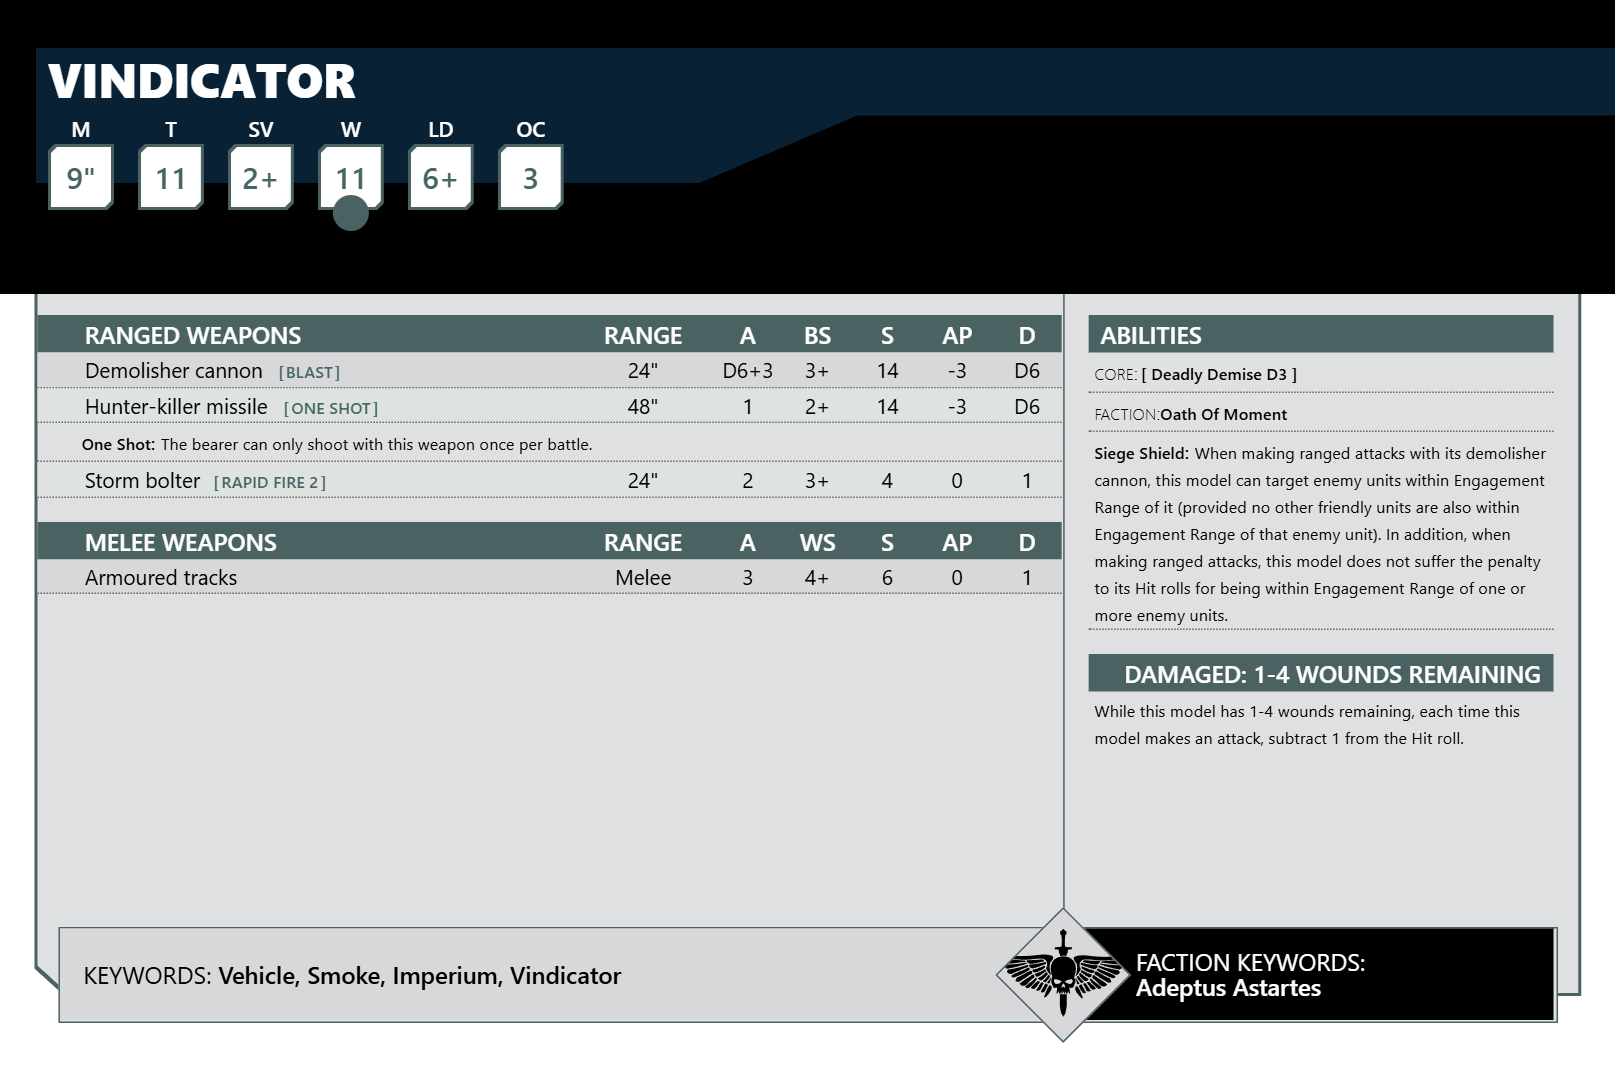 VINDICATOR
M T SV W LD OC
9" 11 2+ 11 6+ 3
RANGED WEAPONS RANGE A BS S AP D
Demolisher cannon [BLAST] 24" D6+3 3+ 14 -3 D6
Hunter-killer missile [ONE SHOT] 48" 1 2+ 14 -3 D6
One Shot: The bearer can only shoot with this weapon once per battle.
Storm bolter [RAPID FIRE 2] 24" 2 3+ 4 0 1
MELEE WEAPONS RANGE A WS S AP D
Armoured tracks Melee 3 4+ 6 0 1
ABILITIES
CORE: [ Deadly Demise D3 ]
FACTION:Oath Of Moment
Siege Shield: When making ranged attacks with its demolisher
cannon, this model can target enemy units within Engagement
Range of it (provided no other friendly units are also within
Engagement Range of that enemy unit). In addition, when
making ranged attacks, this model does not suffer the penalty
to its Hit rolls for being within Engagement Range of one or
more enemy units.
DAMAGED: 1-4 WOUNDS REMAINING
While this model has 1-4 wounds remaining, each time this
model makes an attack, subtract 1 from the Hit roll.
KEYWORDS: Vehicle, Smoke, Imperium, Vindicator
FACTION KEYWORDS:
Adeptus Astartes